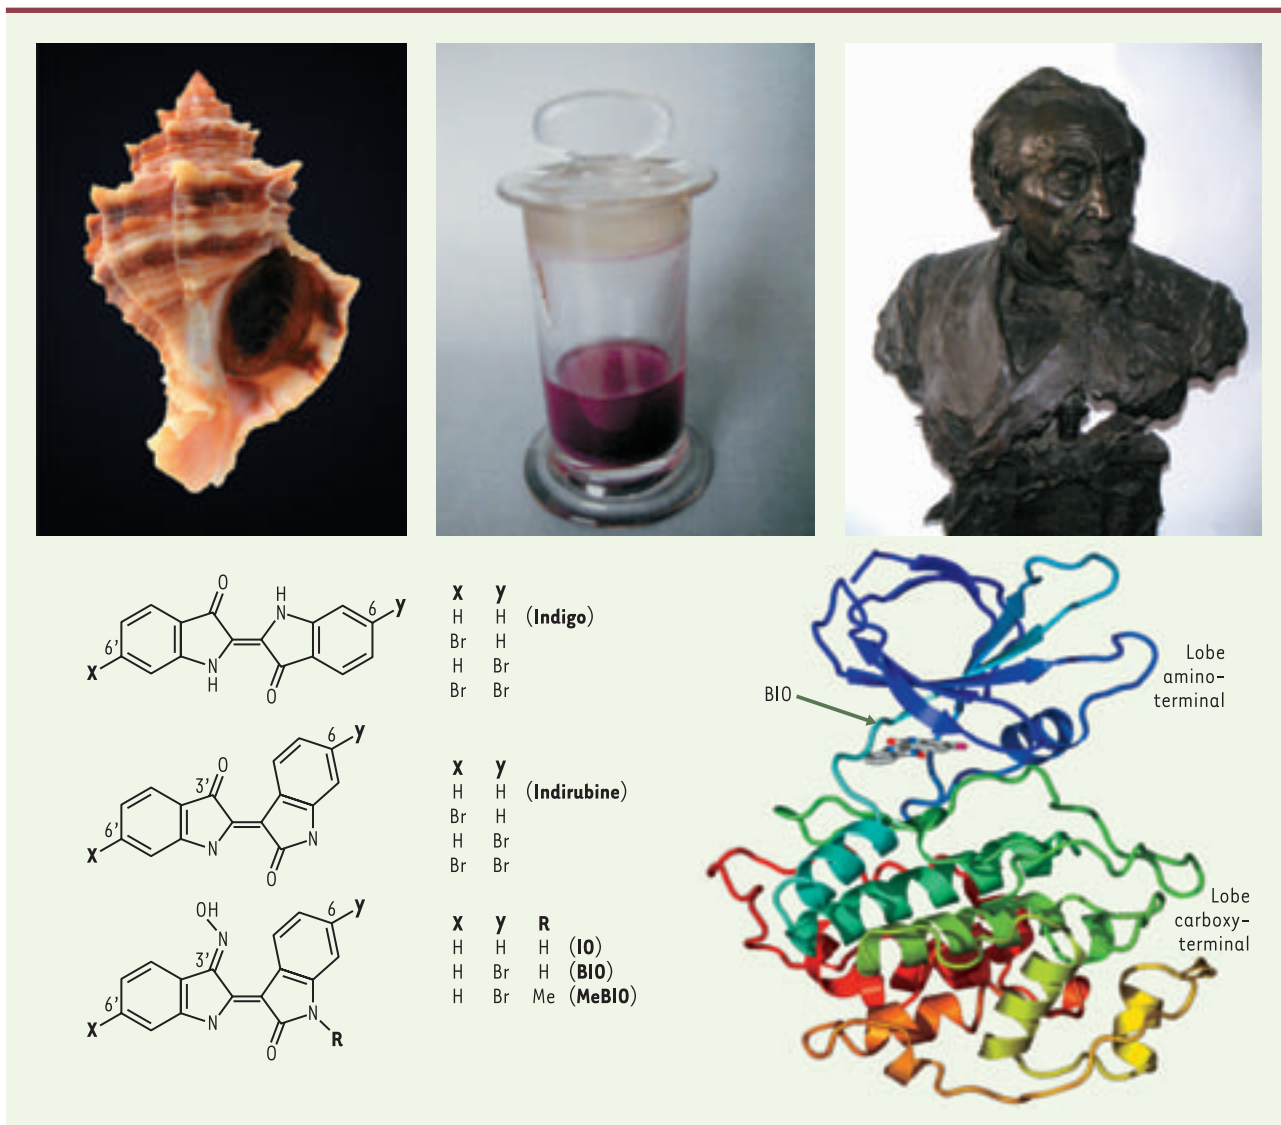 O
H
N
6
y
6'
x
N
H
O
x y
H H (Indigo)
Br H
H Br
Br Br
O
3'
6
y
6'
x
N
N
O
x y
H H (Indirubine)
Br H
H Br
Br Br
OH
N
3'
6
y
6'
x
N
N
O
R
x y R
H H H (IO)
H Br H (BIO)
H Br Me (MeBIO)
BIO
Lobe
amino-
terminal
Lobe
carboxy-
terminal